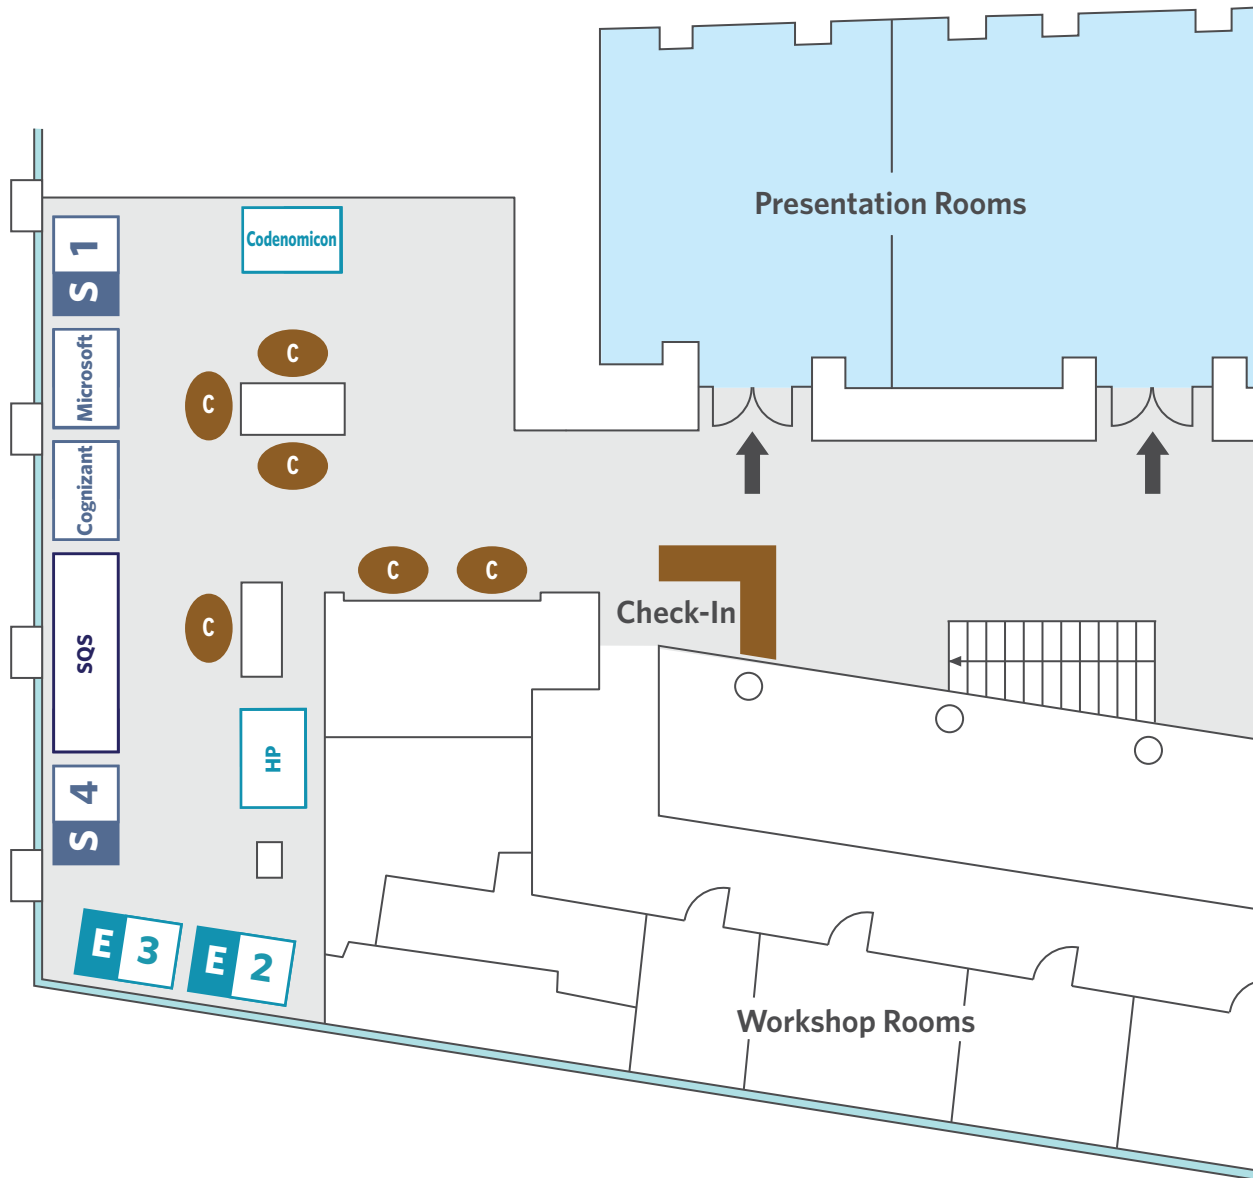 Presentation Rooms
S 1
Codenomicon
Microsoft
C
C
C
Cognizant
SQS
C
C
C
Check-In
HP
S 4
E 3
E 2
Workshop Rooms